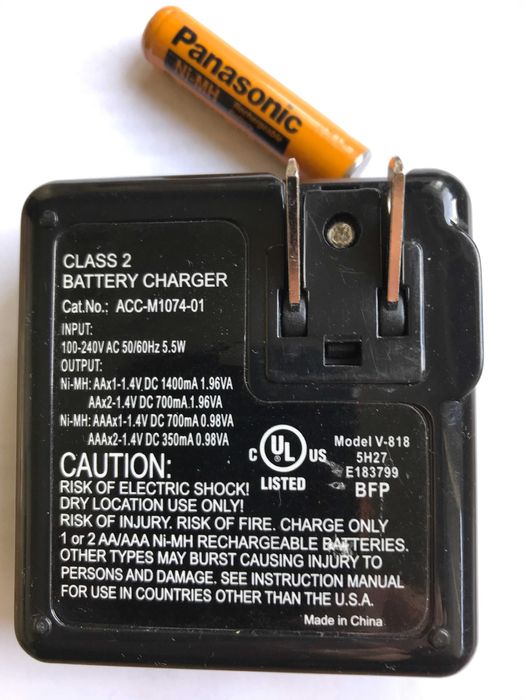 Panasonic
Ni-MH rechargeable
CLASS 2
BATTERY CHARGER
Cat.No.: ACC-M1074-01
INPUT:
100-240V AC 50/60Hz 5.5W
OUTPUT:
Ni-MH: AAx1-1.4V DC 1400mA 1.96VA
AAx2-1.4V DC 700mA 1.96VA
Ni-MH: AAAx1-1.4V DC 700mA 0.98VA
AAAx2-1.4V DC 350mA 0.98VA
C UL US
LISTED
Model V-818
5H27
E183799
BFP
CAUTION:
RISK OF ELECTRIC SHOCK!
DRY LOCATION USE ONLY!
RISK OF INJURY. RISK OF FIRE. CHARGE ONLY
1 or 2 AA/AAA Ni-MH RECHARGEABLE BATTERIES.
OTHER TYPES MAY BURST CAUSING INJURY TO
PERSONS AND DAMAGE. SEE INSTRUCTION MANUAL
FOR USE IN COUNTRIES OTHER THAN THE U.S.A.
Made in China